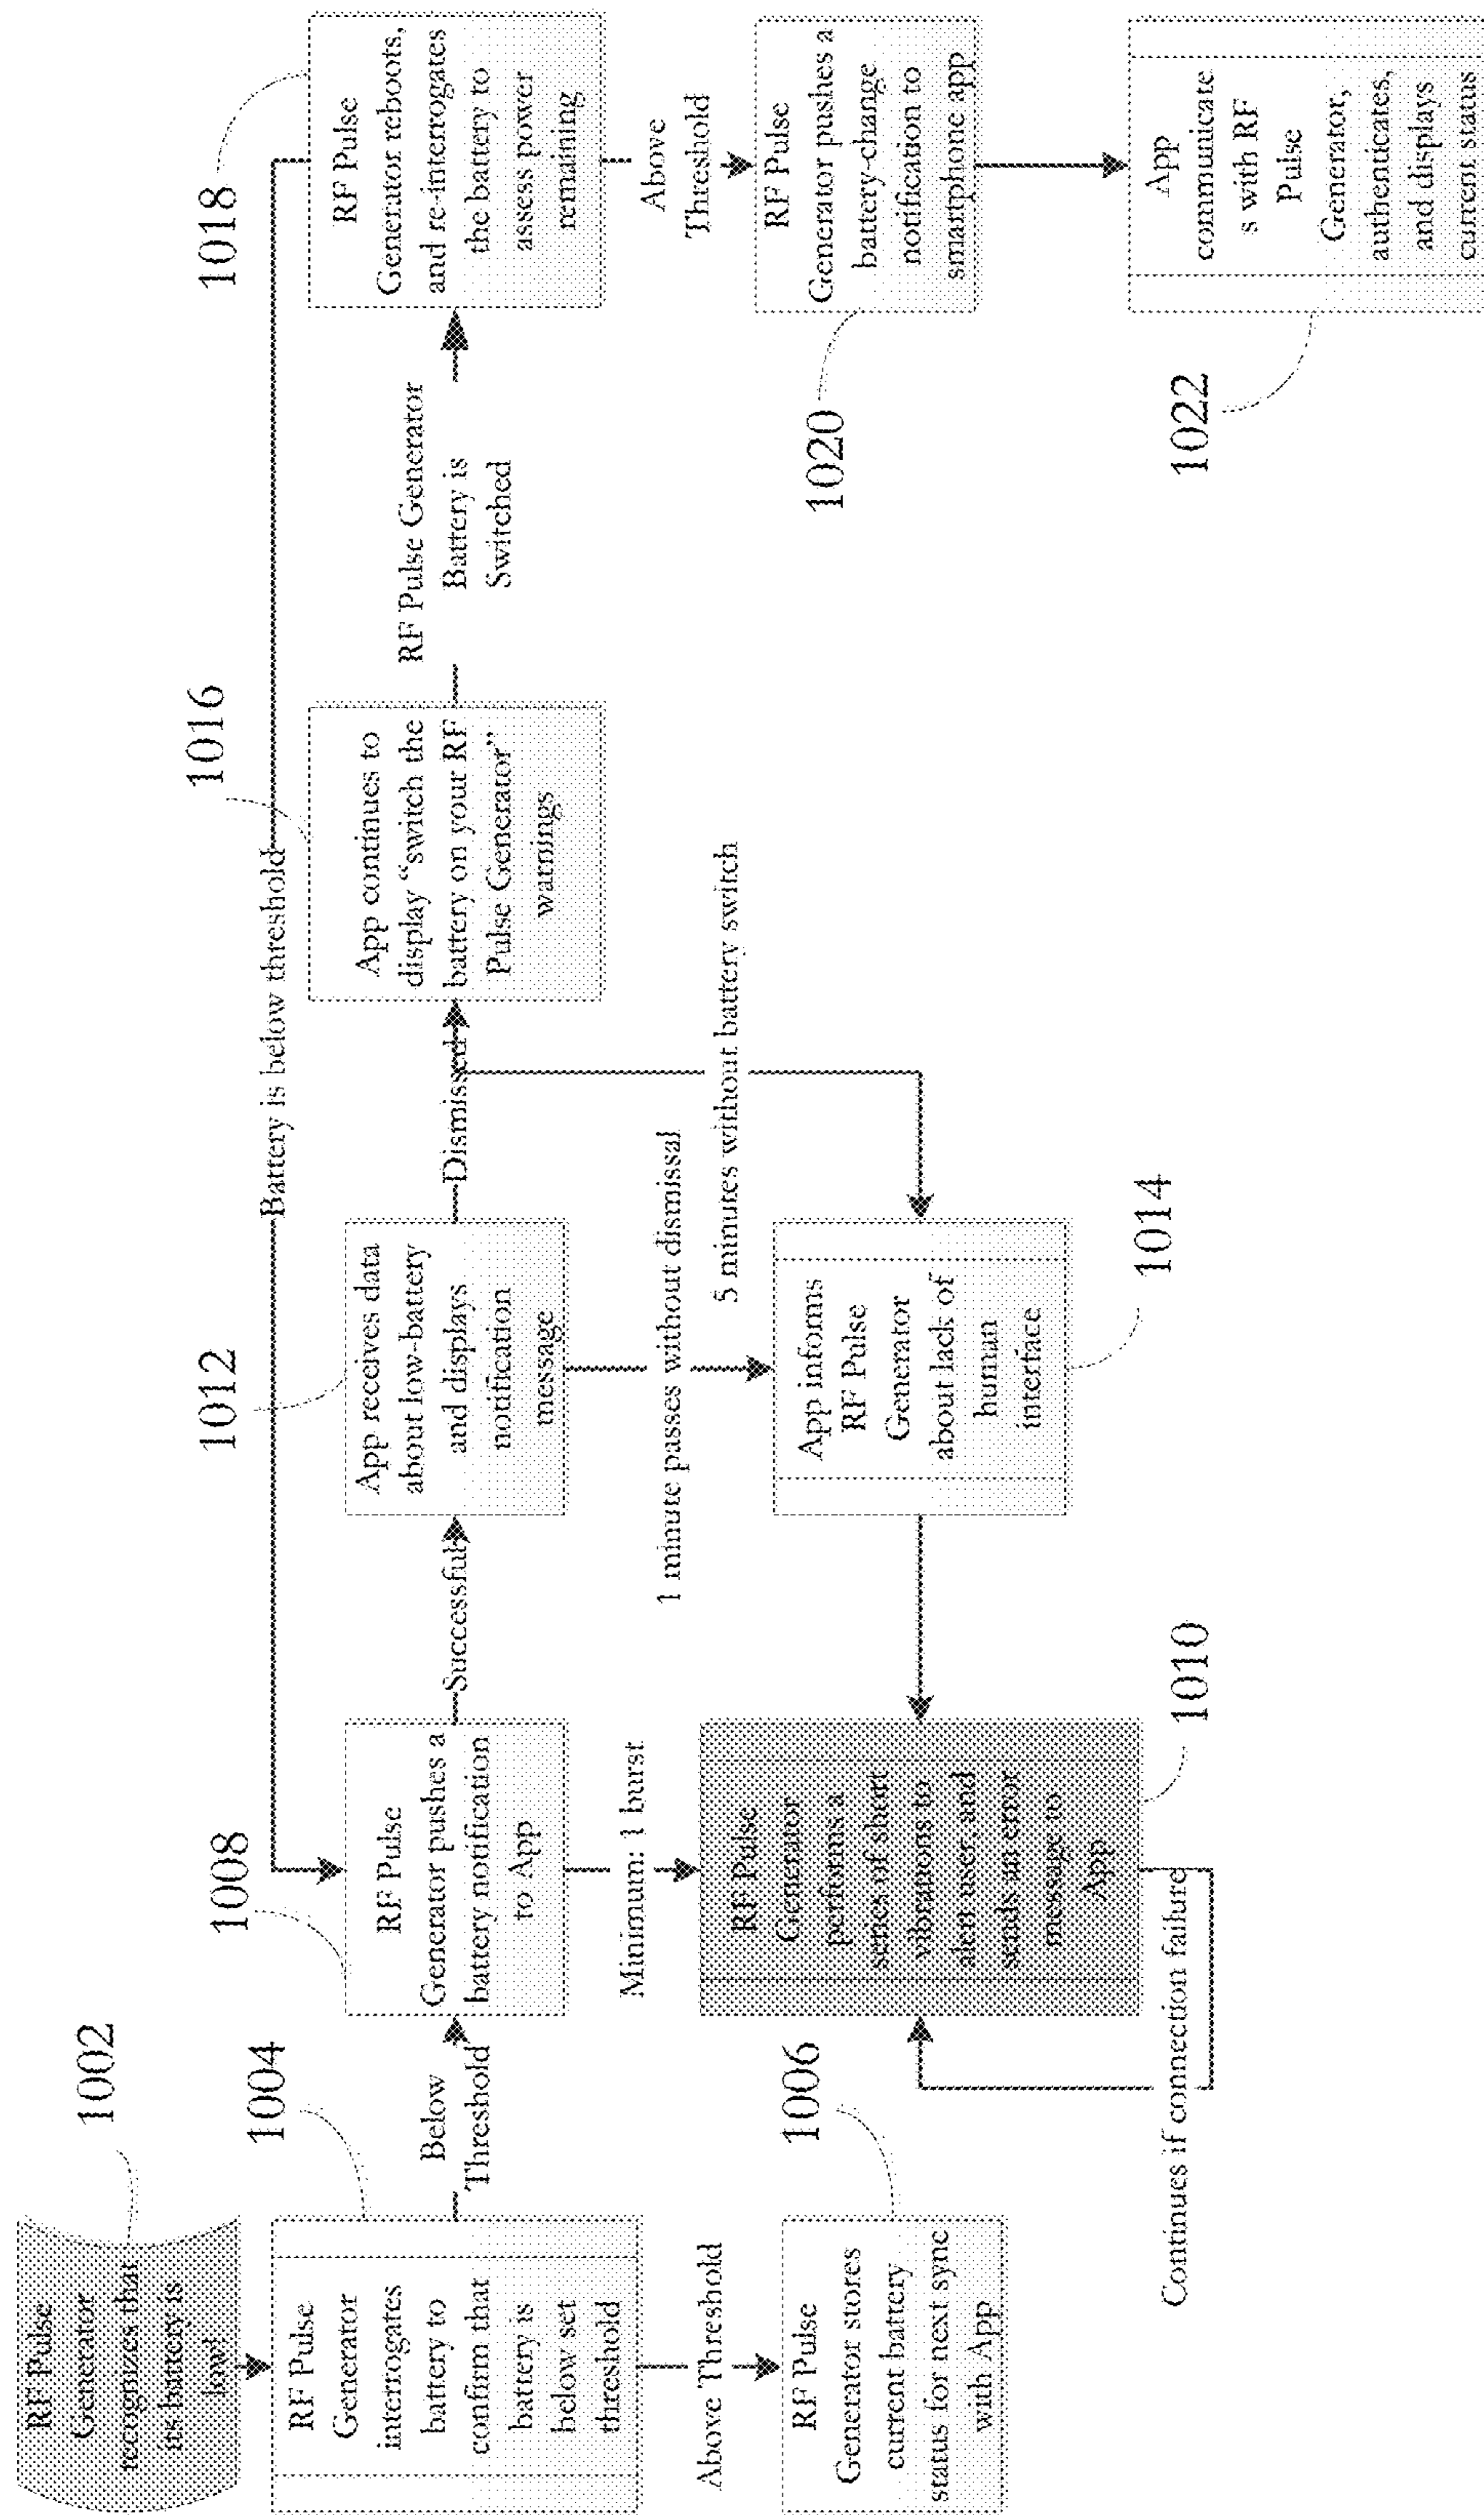 1002
RF Pulse
Generator
recognizes that
its battery is
low!
1004
RF Pulse
Generator
interrogates
battery to
confirm that
battery is
below set
threshold
Above Threshold
RF Pulse
Generator stores
current battery
status for next sync
with App
1006
Below
Threshold
1008
RF Pulse
Generator pushes a
battery notification
to App
Minimum: 1 burst
RF Pulse
Generator
performs a
series of short
vibrations to
alert user, and
sends an error
message to
App
1010
Continues if connection failure
Successful
1012
App receives data
about low-battery
and displays
notification
message
1 minute passes without dismissal
App informs
RF Pulse
Generator
about lack of
human
interface
1014
Dismissed
5 minutes without battery switch
1016
App continues to
display “switch the
battery on your RF
Pulse Generator”
warnings
RF Pulse Generator
Battery is
Switched
Battery is below threshold
1018
RF Pulse
Generator reboots,
and re-interrogates
the battery to
assess power
remaining
Above
Threshold
RF Pulse
Generator pushes a
battery-change
notification to
smartphone app
1020
App
communicate
s with RF
Pulse
Generator,
authenticates,
and displays
current status
1022